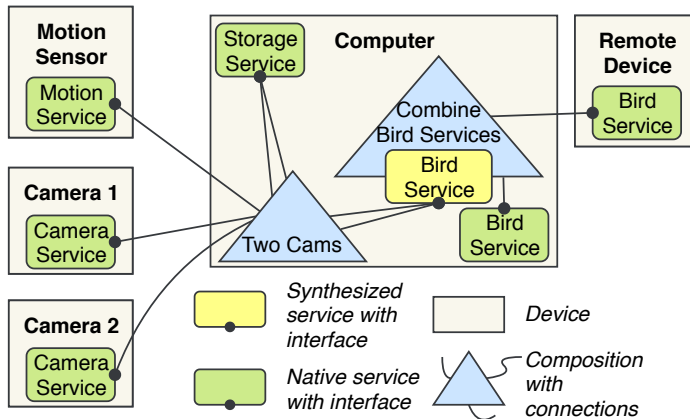 Motion
Sensor
Motion
Service
Camera 1
Camera
Service
Camera 2
Camera
Service
Computer
Storage
Service
Combine
Bird Services
Bird
Service
Two Cams
Bird
Service
Remote
Device
Bird
Service
Synthesized
service with
interface
Device
Native service
with interface
Composition
with
connections